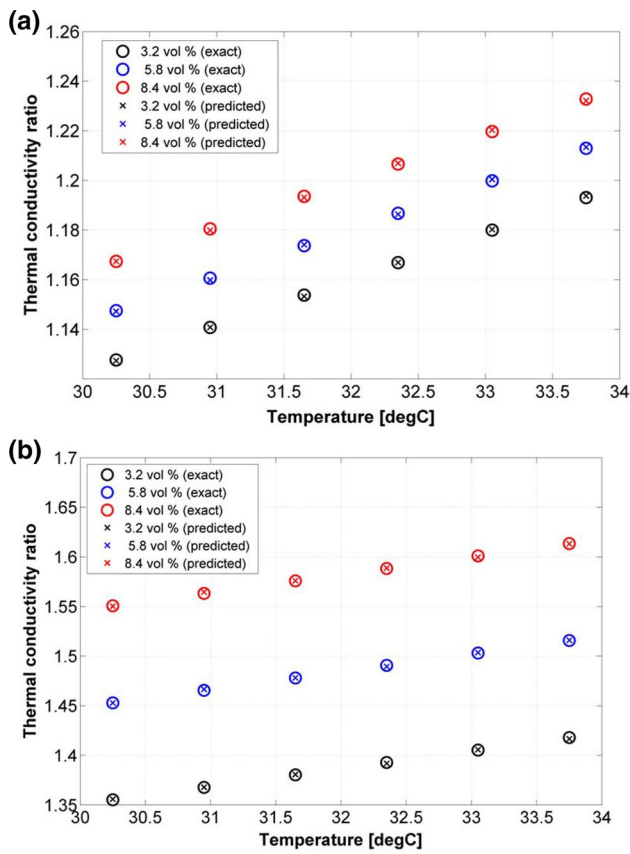 (a)
1.26
1.24
1.22
1.2
1.18
1.16
1.14
Thermal conductivity ratio
3.2 vol % (exact)
5.8 vol % (exact)
8.4 vol % (exact)
3.2 vol % (predicted)
5.8 vol % (predicted)
8.4 vol % (predicted)
30 30.5 31 31.5 32 32.5 33 33.5 34
Temperature [degC]
(b)
1.7
1.65
1.6
1.55
1.5
1.45
1.4
1.35
Thermal conductivity ratio
3.2 vol % (exact)
5.8 vol % (exact)
8.4 vol % (exact)
3.2 vol % (predicted)
5.8 vol % (predicted)
8.4 vol % (predicted)
30 30.5 31 31.5 32 32.5 33 33.5 34
Temperature [degC]